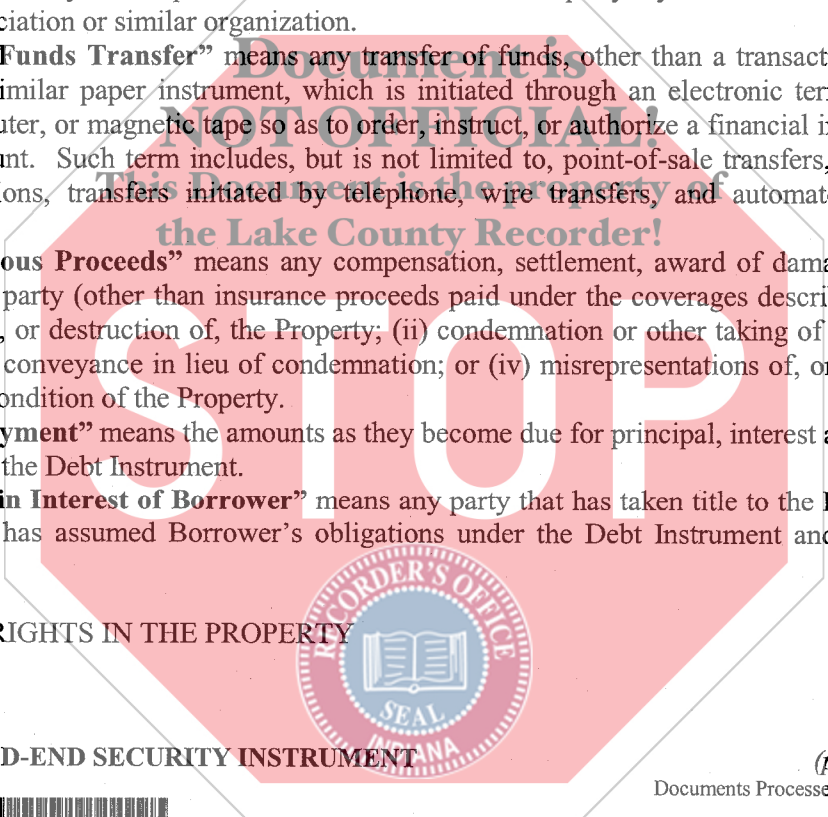 ciation or similar organization.
Funds Transfer” means any transfer of funds, other than a transact
Document is
imilar paper instrument, which is initiated through an electronic ter
NOT OFFICIAL!
uter, or magnetic tape so as to order, instruct, or authorize a financial i
unt. Such term includes, but is not limited to, point-of-sale transfers,
This Document is the property of
ions, transfers initiated by telephone, wire transfers, and automat
the Lake County Recorder!
ous Proceeds” means any compensation, settlement, award of dama
party (other than insurance proceeds paid under the coverages descri
, or destruction of, the Property; (ii) condemnation or other taking of
conveyance in lieu of condemnation; or (iv) misrepresentations of, or
ondition of the Property.
STOP
yment” means the amounts as they become due for principal, interest a
the Debt Instrument.
in Interest of Borrower” means any party that has taken title to the
has assumed Borrower’s obligations under the Debt Instrument and
RECORDER'S OFFICE
RIGHTS IN THE PROPERTY
SEAL
INDIANA
D-END SECURITY INSTRUMENT
(p
Documents Processe